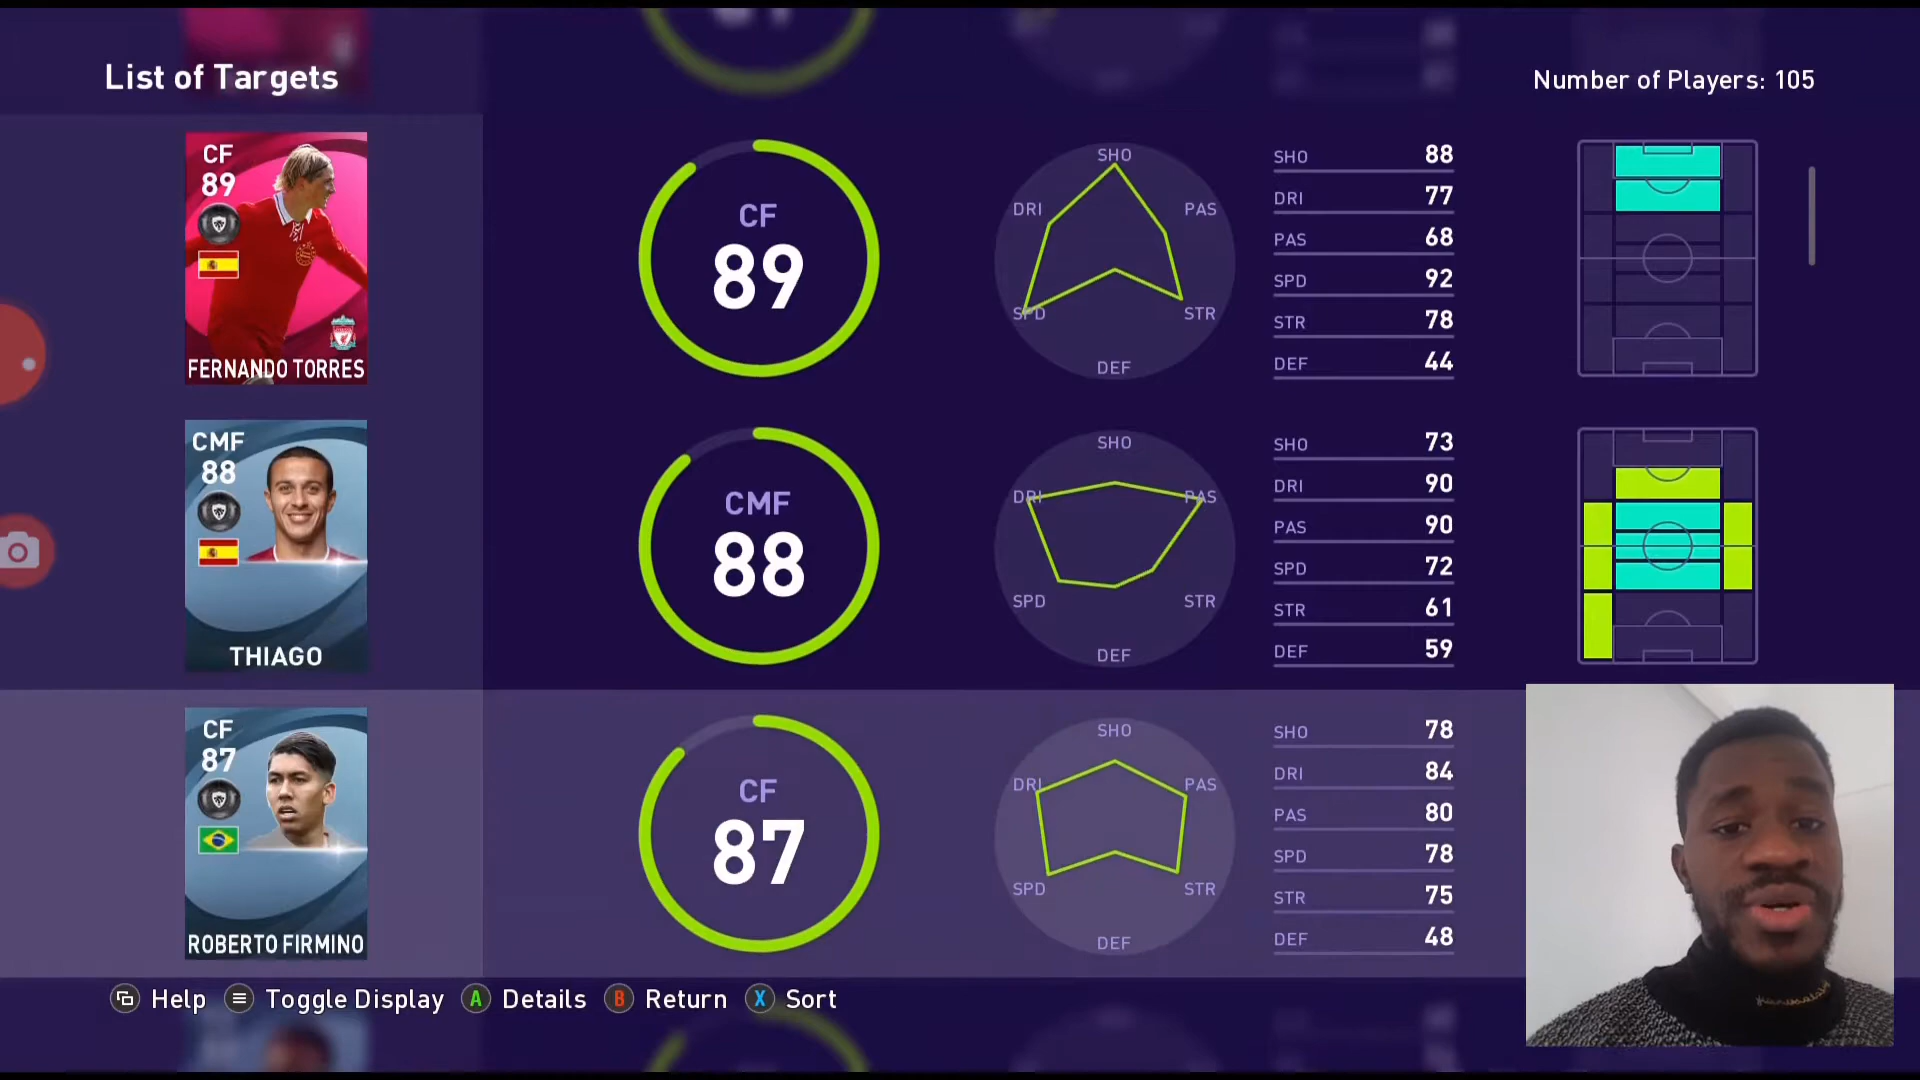 List of Targets
Number of Players: 105
CF
89
FERNANDO TORRES
CF
89
SHO
DRI
PAS
SPD
STR
DEF
SHO 88
DRI 77
PAS 68
SPD 92
STR 78
DEF 44
CMF
88
THIAGO
CMF
88
SHO
DRI
PAS
SPD
STR
DEF
SHO 73
DRI 90
PAS 90
SPD 72
STR 61
DEF 59
CF
87
ROBERTO FIRMINO
CF
87
SHO
DRI
PAS
SPD
STR
DEF
SHO 78
DRI 84
PAS 80
SPD 78
STR 75
DEF 48
Help
Toggle Display
A Details
B Return
X Sort